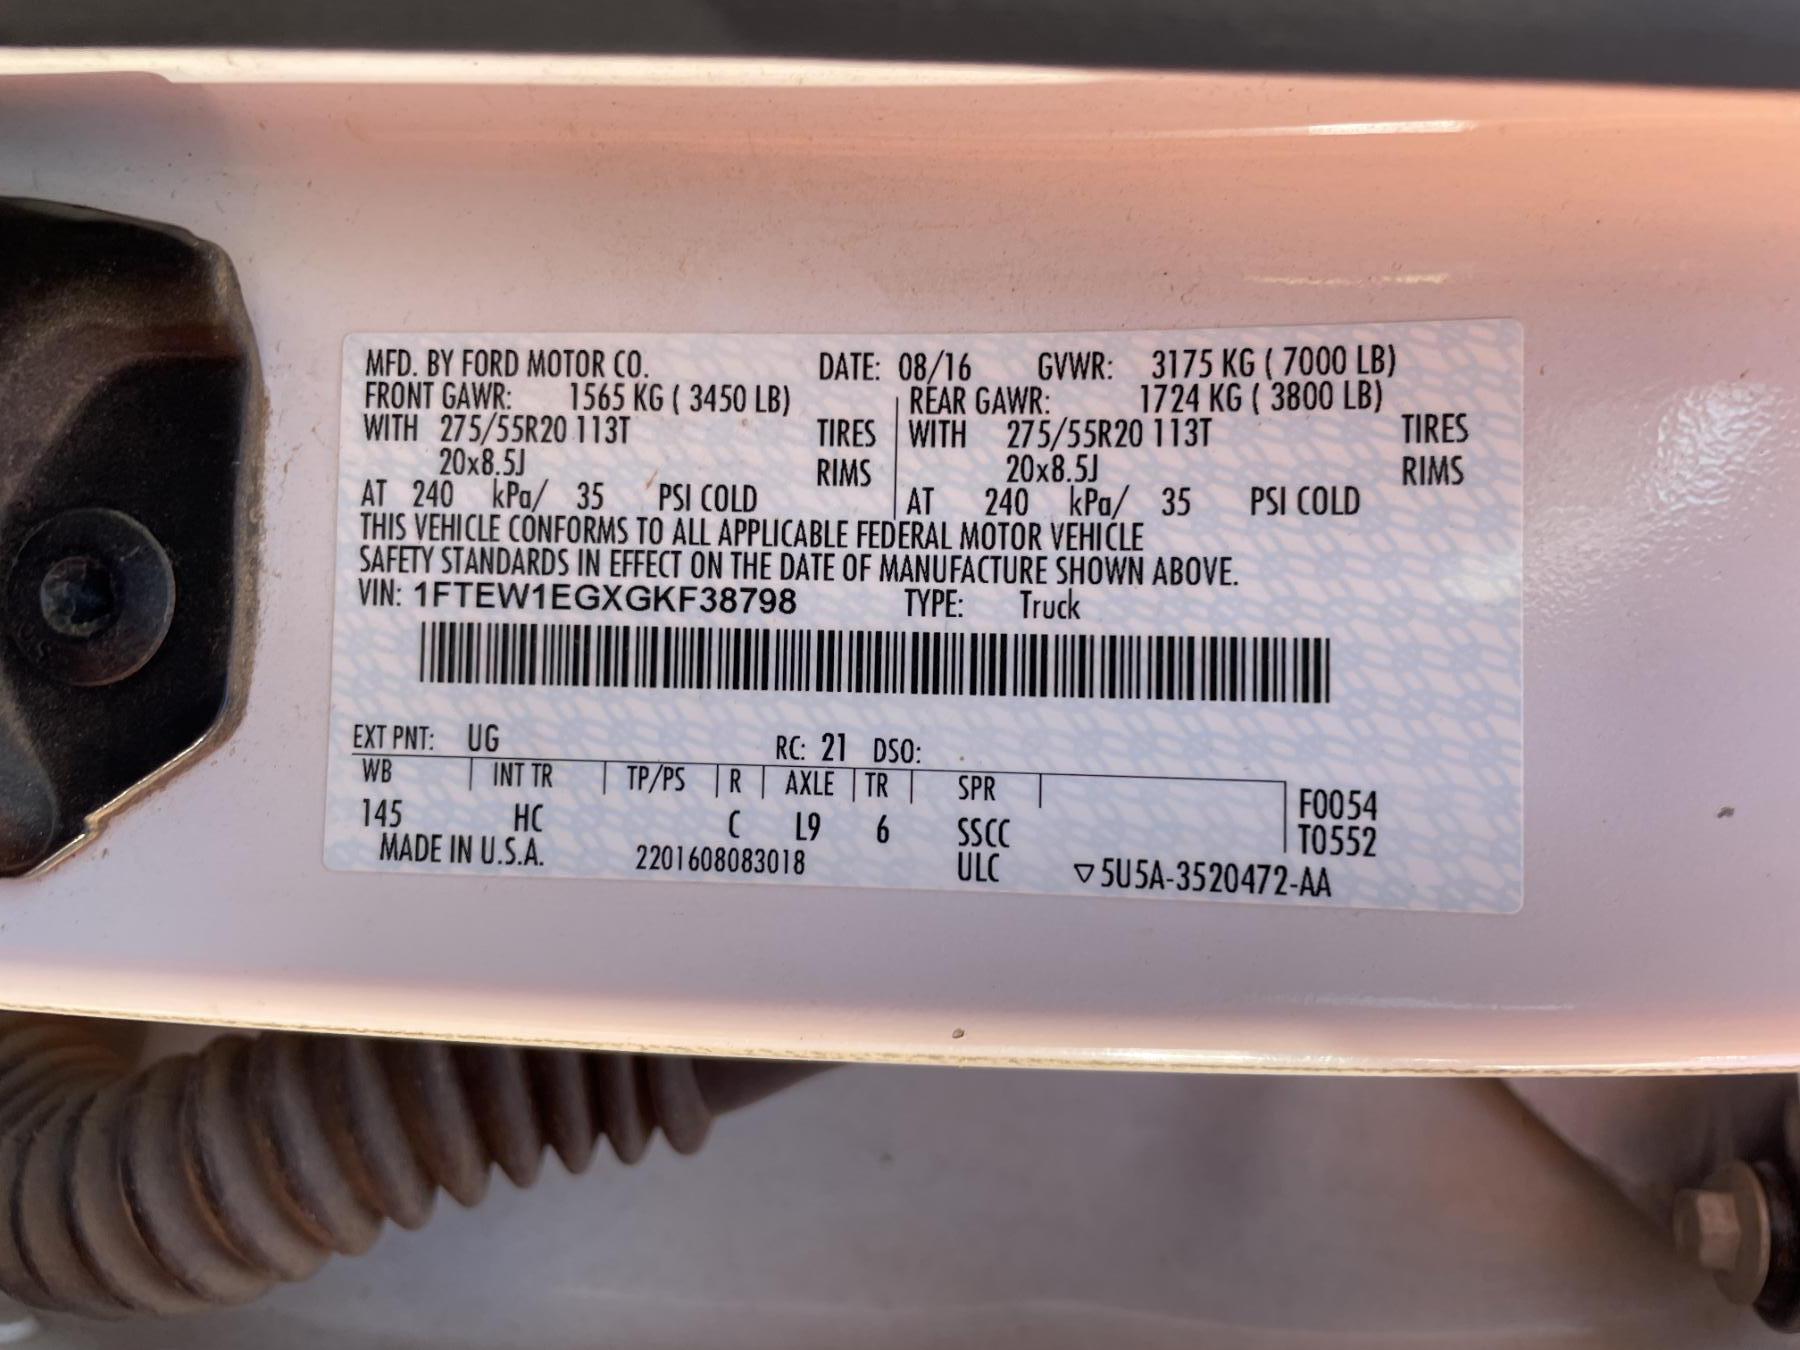 MFD. BY FORD MOTOR CO. DATE: 08/16 GVWR: 3175 KG ( 7000 LB)
FRONT GAWR: 1565 KG ( 3450 LB) REAR GAWR: 1724 KG ( 3800 LB)
WITH 275/55R20 113T TIRES WITH 275/55R20 113T TIRES
20x8.5J RIMS 20x8.5J RIMS
AT 240 kPa/ 35 PSI COLD AT 240 kPa/ 35 PSI COLD
THIS VEHICLE CONFORMS TO ALL APPLICABLE FEDERAL MOTOR VEHICLE
SAFETY STANDARDS IN EFFECT ON THE DATE OF MANUFACTURE SHOWN ABOVE.
VIN: 1FTEW1EGXGKF38798 TYPE: Truck
EXT PNT: UG RC: 21 DSO:
WB INT TR TP/PS R AXLE TR SPR F0054
145 HC C L9 6 SSCC T0552
MADE IN U.S.A. 2201608083018 ULC ▽5U5A-3520472-AA